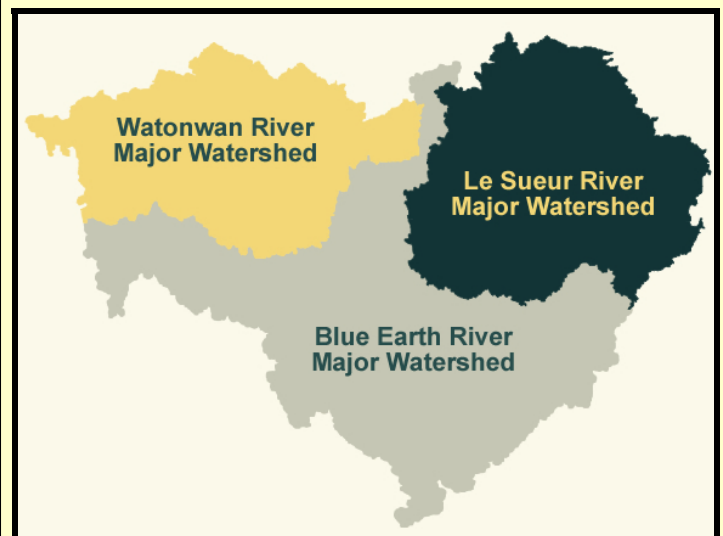 Watonwan River
Major Watershed
Le Sueur River
Major Watershed
Blue Earth River
Major Watershed